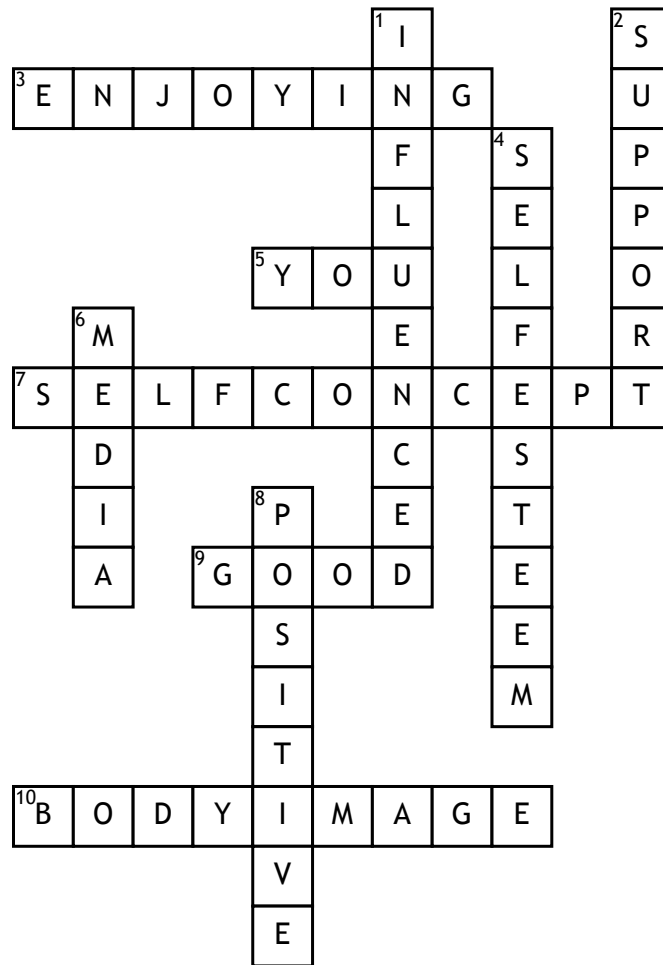 1 I 2 S
3 E N J O Y I N G U
F 4 S P
L E P
5 Y O U L O
6 M E F R
7 S E L F C O N C E P T
D C S
I 8 P E T
A 9 G O O D E
S E
I M
T
10 B O D Y I M A G E
V
E